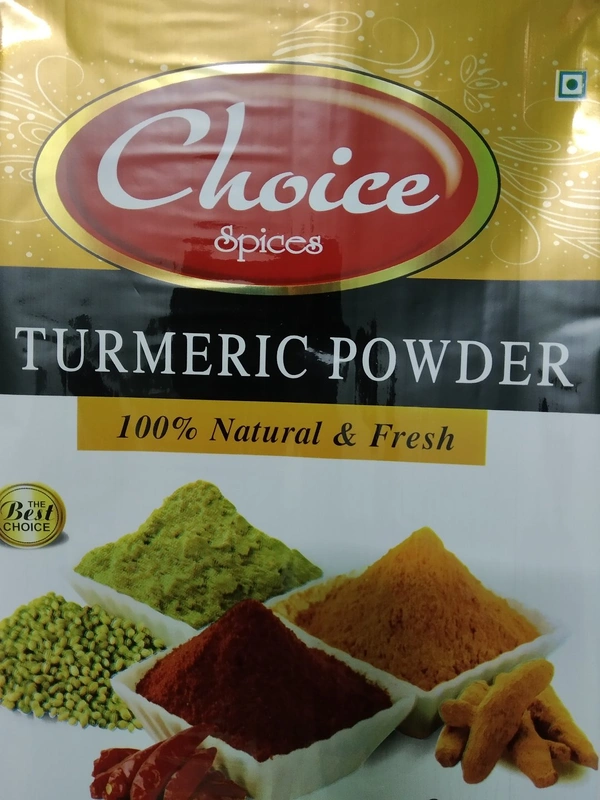 Choice
Spices
TURMERIC POWDER
100% Natural & Fresh
THE
Best
CHOICE